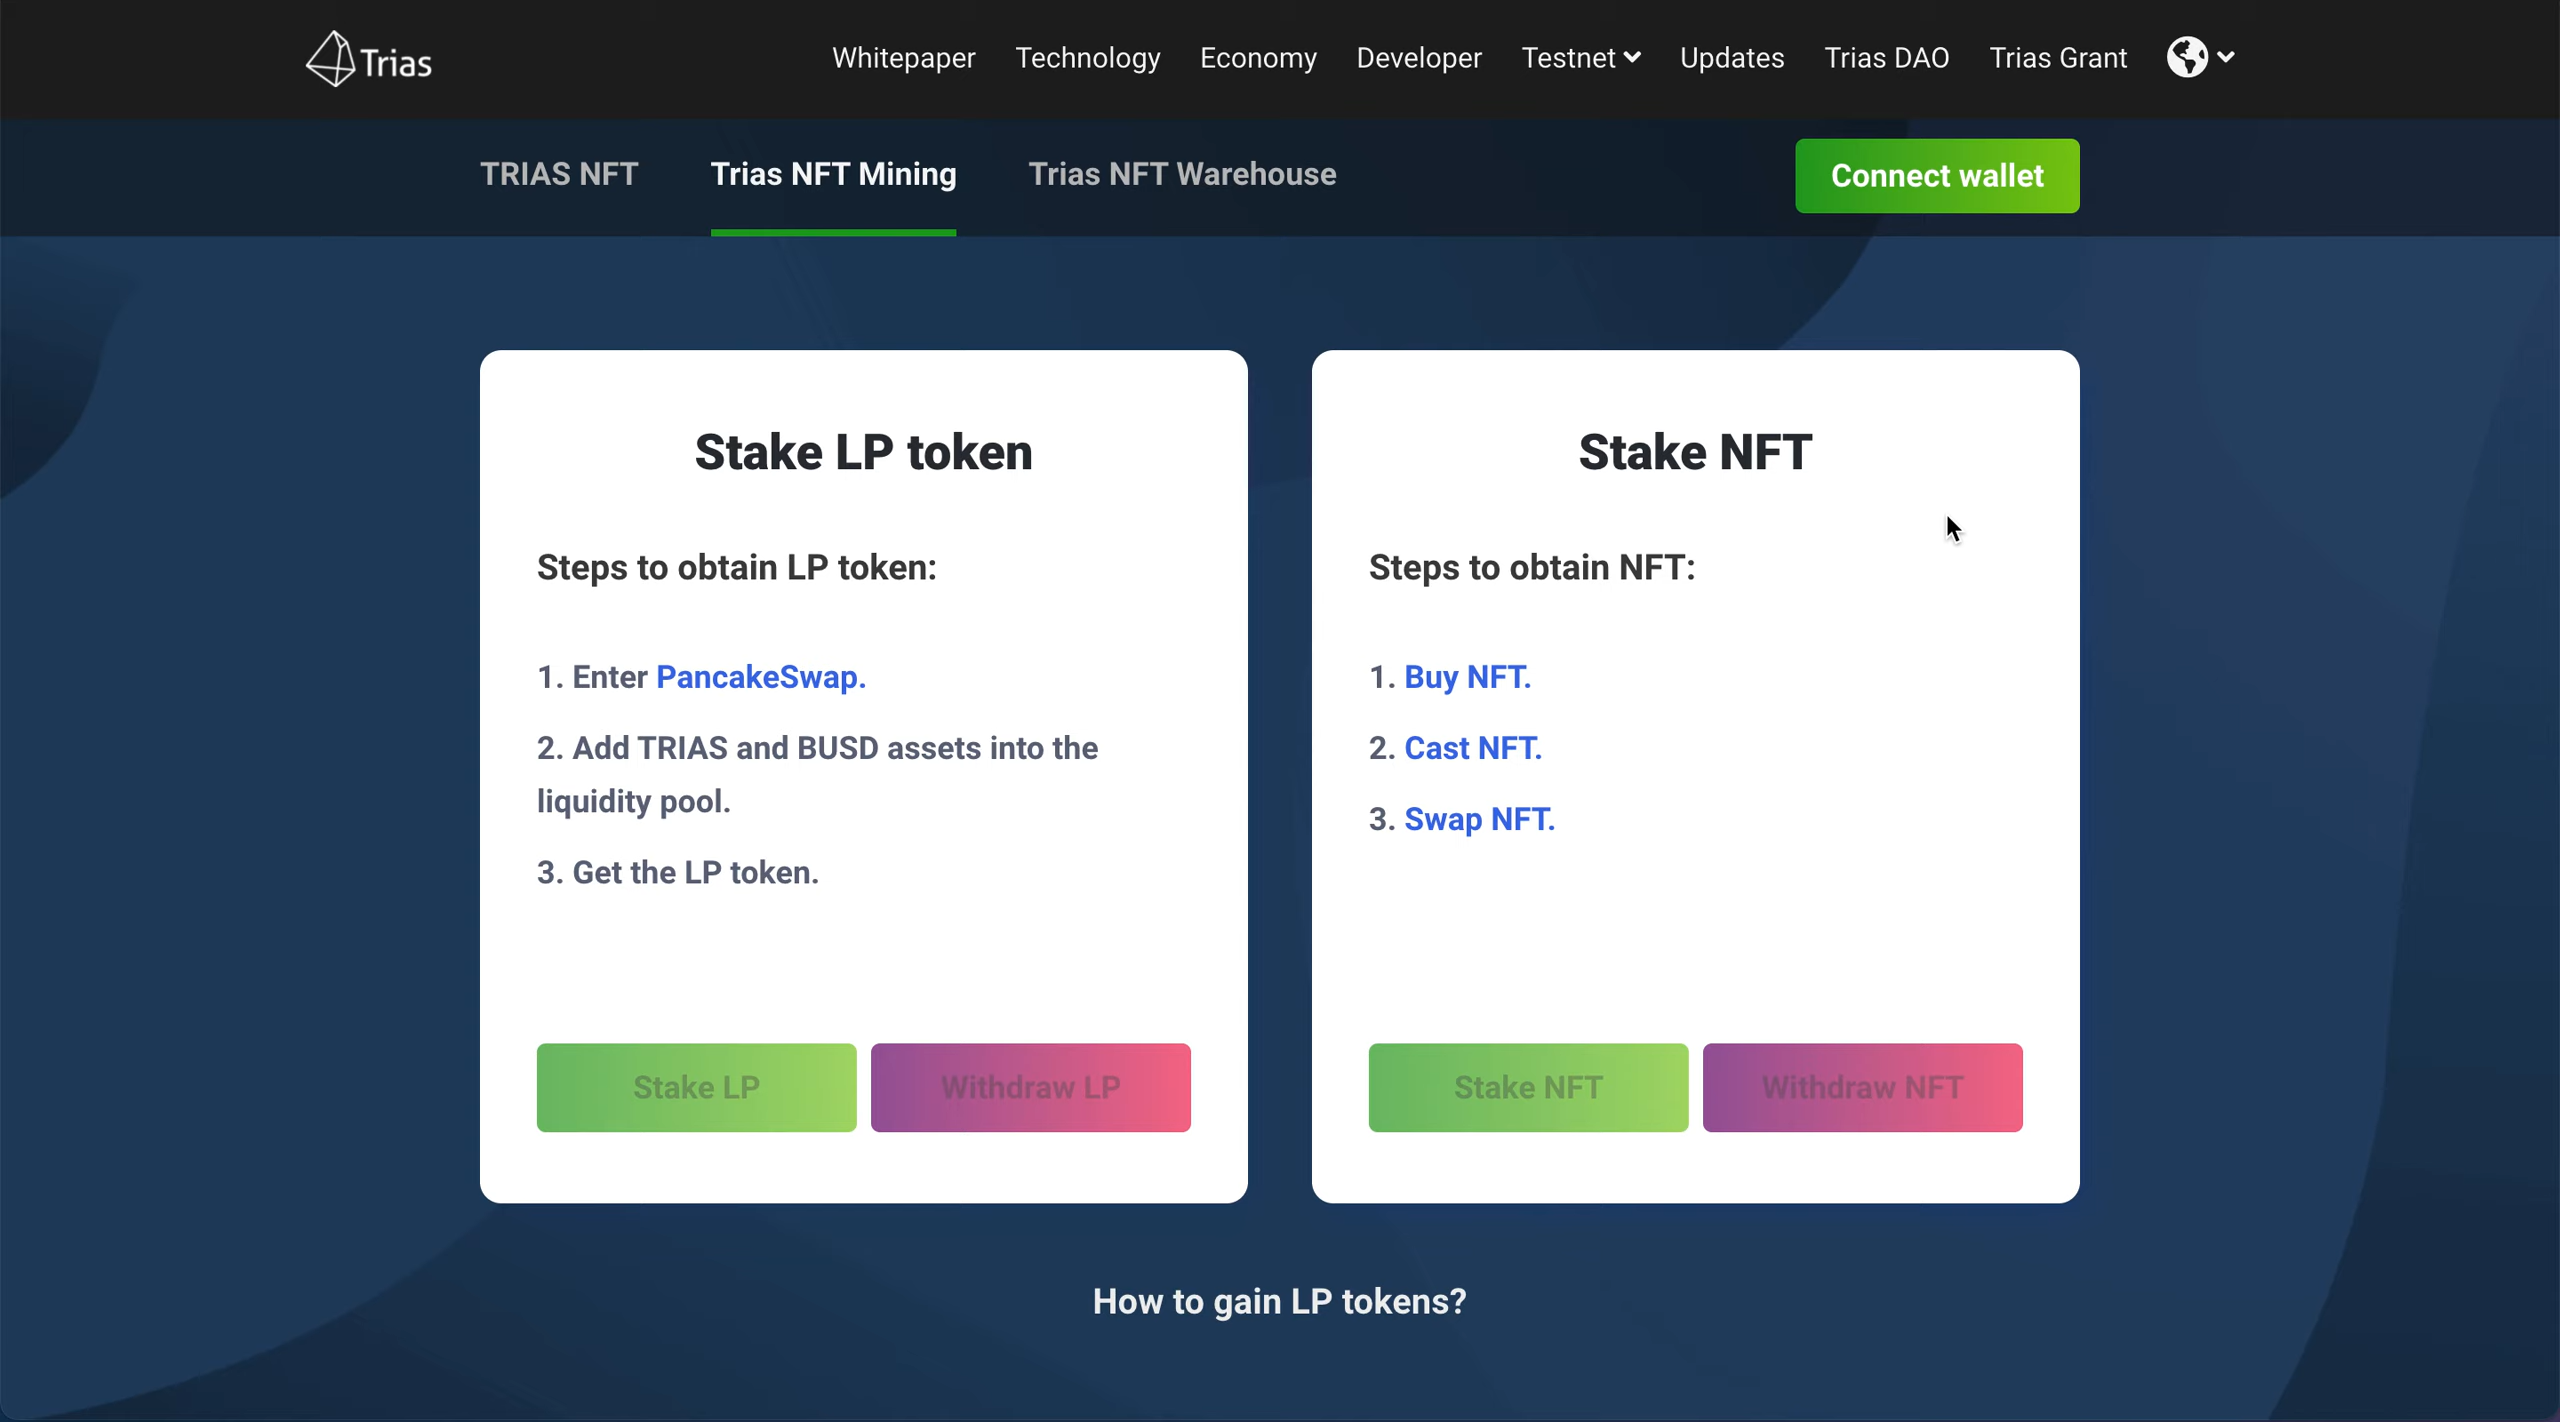 Trias
Whitepaper Technology Economy Developer Testnet Updates Trias DAO Trias Grant
TRIAS NFT Trias NFT Mining Trias NFT Warehouse Connect wallet
Stake LP token
Steps to obtain LP token:
1. Enter PancakeSwap.
2. Add TRIAS and BUSD assets into the
liquidity pool.
3. Get the LP token.
Stake LP Withdraw LP
Stake NFT
Steps to obtain NFT:
1. Buy NFT.
2. Cast NFT.
3. Swap NFT.
Stake NFT Withdraw NFT
How to gain LP tokens?